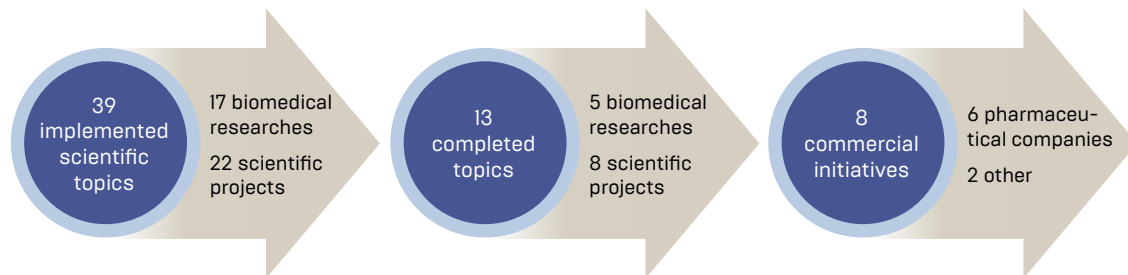 39
implemented
scientific
topics
17 biomedical
researches
22 scientific
projects
13
completed
topics
5 biomedical
researches
8 scientific
projects
8
commercial
initiatives
6 pharmaceu-
tical companies
2 other